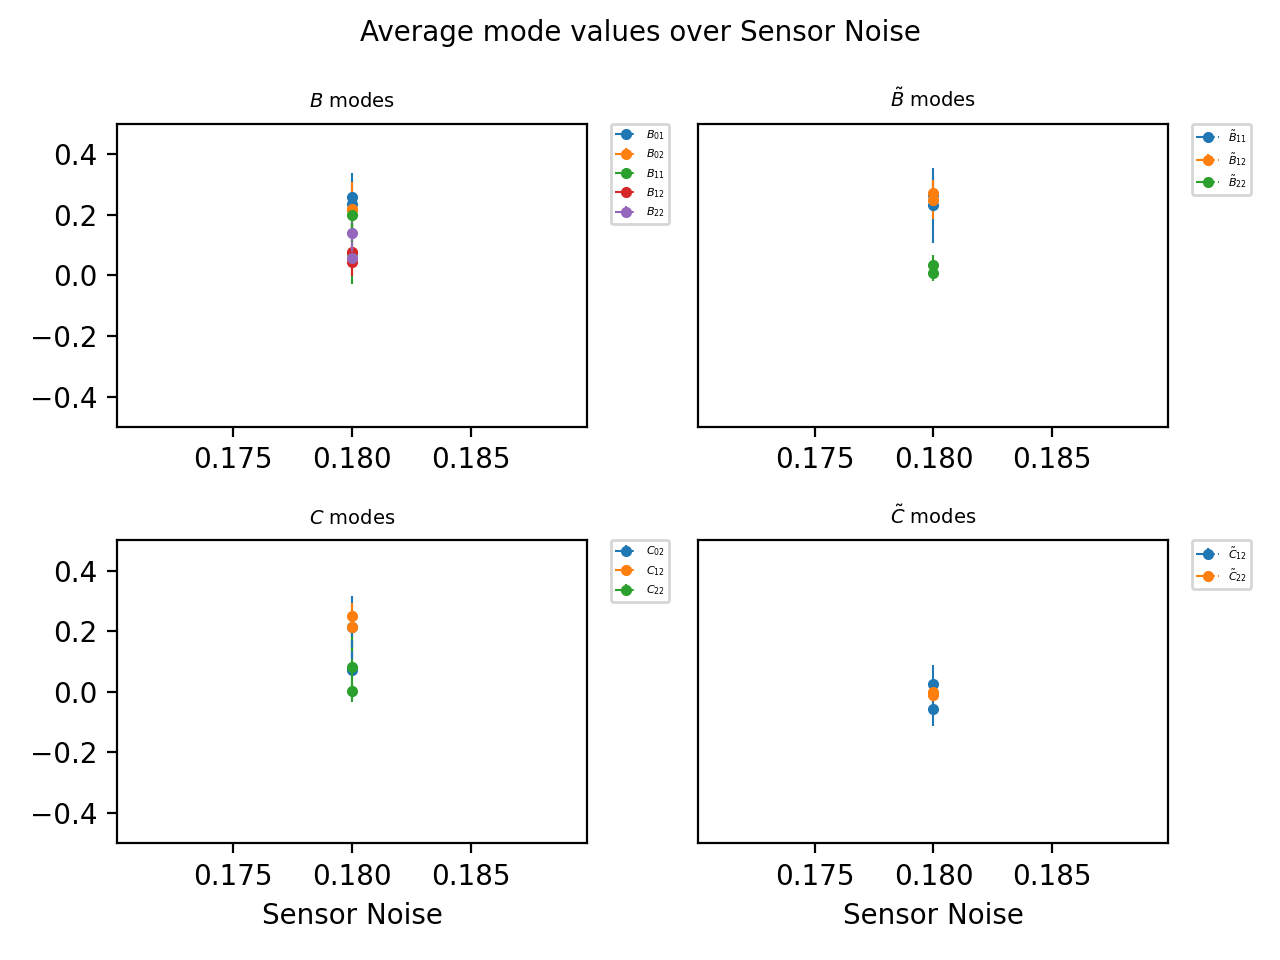 Average mode values over Sensor Noise
B modes
B̃ modes
0.4
0.2
0.0
−0.2
−0.4
0.175 0.180 0.185
B₀₁
B₀₂
B₁₁
B₁₂
B₂₂
0.175 0.180 0.185
B̃₁₁
B̃₁₂
B̃₂₂
C modes
C̃ modes
0.4
0.2
0.0
−0.2
−0.4
0.175 0.180 0.185
Sensor Noise
C₀₂
C₁₂
C₂₂
0.175 0.180 0.185
Sensor Noise
C̃₁₂
C̃₂₂